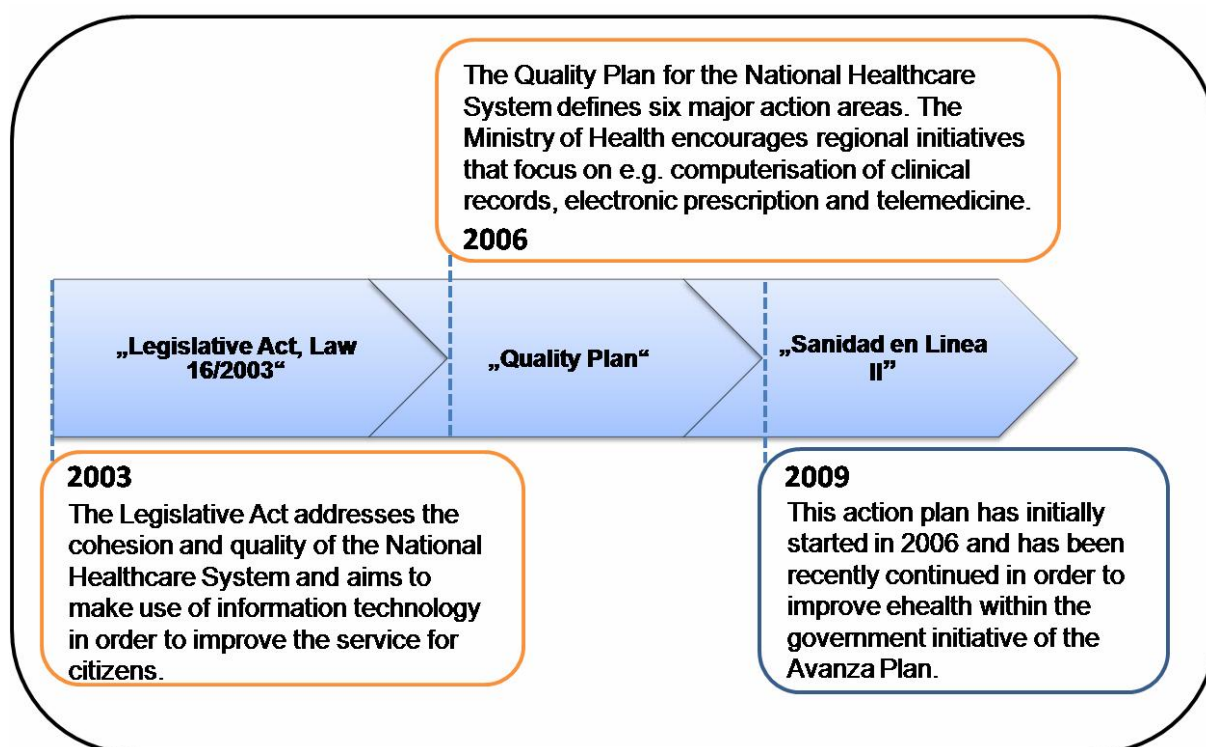 The Quality Plan for the National Healthcare
System defines six major action areas. The
Ministry of Health encourages regional initiatives
that focus on e.g. computerisation of clinical
records, electronic prescription and telemedicine.
2006
„Legislative Act, Law
16/2003“
„Quality Plan“
„Sanidad en Linea
II”
2003
The Legislative Act addresses the
cohesion and quality of the National
Healthcare System and aims to
make use of information technology
in order to improve the service for
citizens.
2009
This action plan has initially
started in 2006 and has been
recently continued in order to
improve ehealth within the
government initiative of the
Avanza Plan.